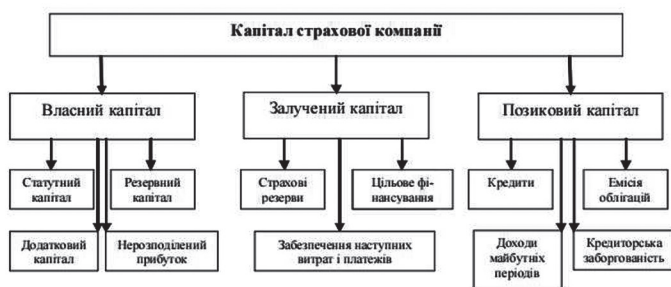 Капітал страхової компанії
Власний капітал
Залучений капітал
Позиковий капітал
Статутний
капітал
Резервний
капітал
Страхові
резерви
Цільове фі-
нансування
Кредити
Емісія
облігацій
Додатковий
капітал
Нерозподілений
прибуток
Забезпечення наступних
витрат і платежів
Доходи
майбутніх
періодів
Кредиторська
заборгованість